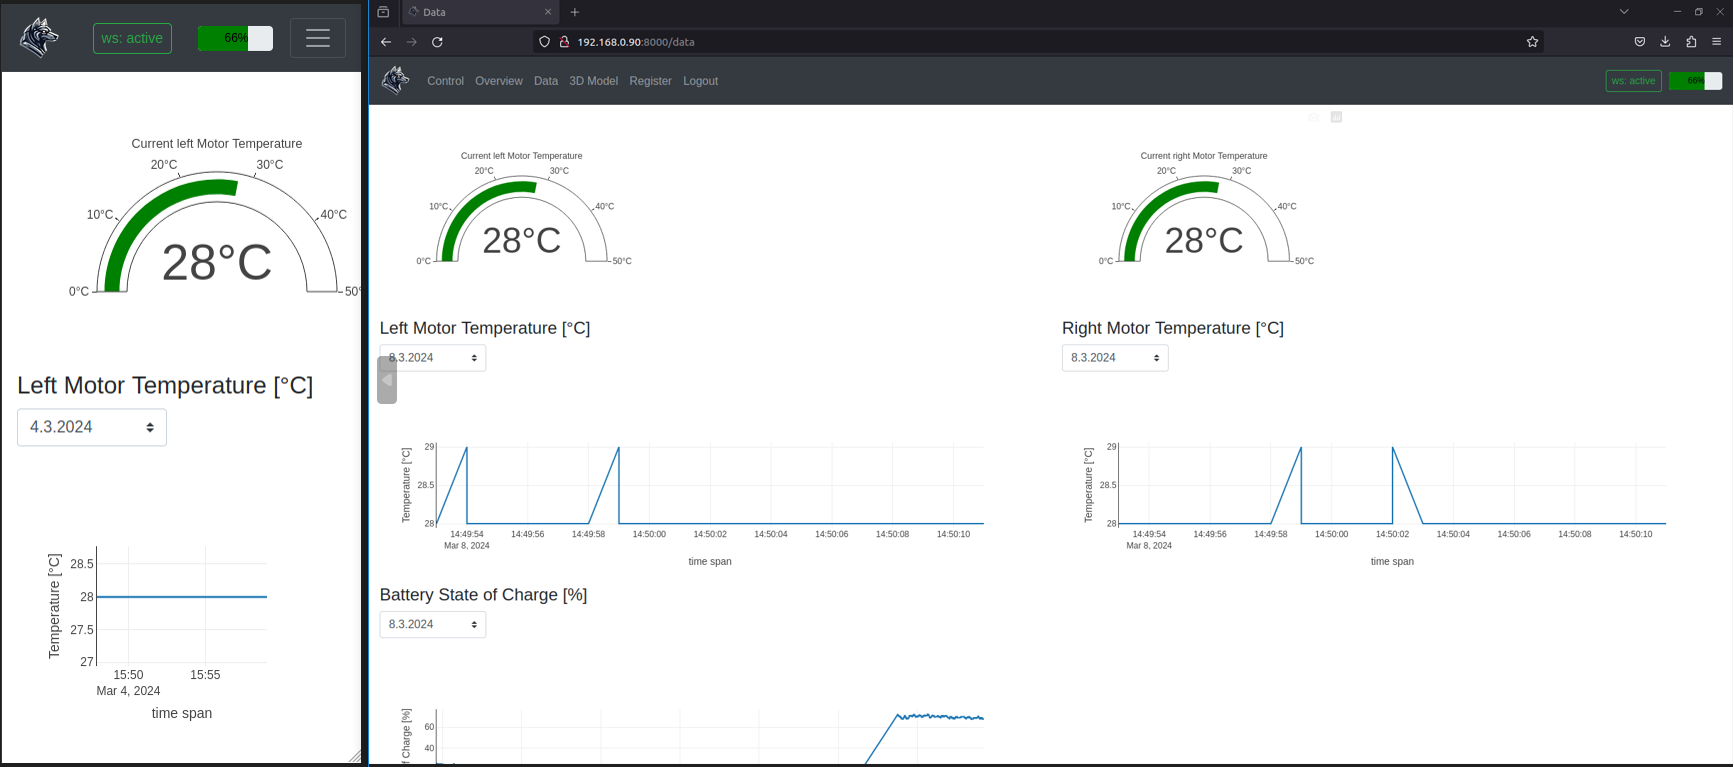 ws: active
66%
Current left Motor Temperature
20°C
30°C
10°C
40°C
28°C
0°C
50°
Left Motor Temperature [°C]
4.3.2024
Temperature [°C]
28.5
28
27.5
27
15:50
15:55
Mar 4, 2024
time span
Data
192.168.0.90:8000/data
Control Overview Data 3D Model Register Logout
ws: active
66%
Current left Motor Temperature
20°C
30°C
10°C
40°C
28°C
0°C
50°C
Current right Motor Temperature
20°C
30°C
10°C
40°C
28°C
0°C
50°C
Left Motor Temperature [°C]
8.3.2024
Right Motor Temperature [°C]
8.3.2024
Temperature [°C]
29
28.5
28
14:49:54 14:49:56 14:49:58 14:50:00 14:50:02 14:50:04 14:50:06 14:50:08 14:50:10
Mar 8, 2024
time span
Temperature [°C]
29
28.5
28
14:49:54 14:49:56 14:49:58 14:50:00 14:50:02 14:50:04 14:50:06 14:50:08 14:50:10
Mar 8, 2024
time span
Battery State of Charge [%]
8.3.2024
f Charge [%]
60
40